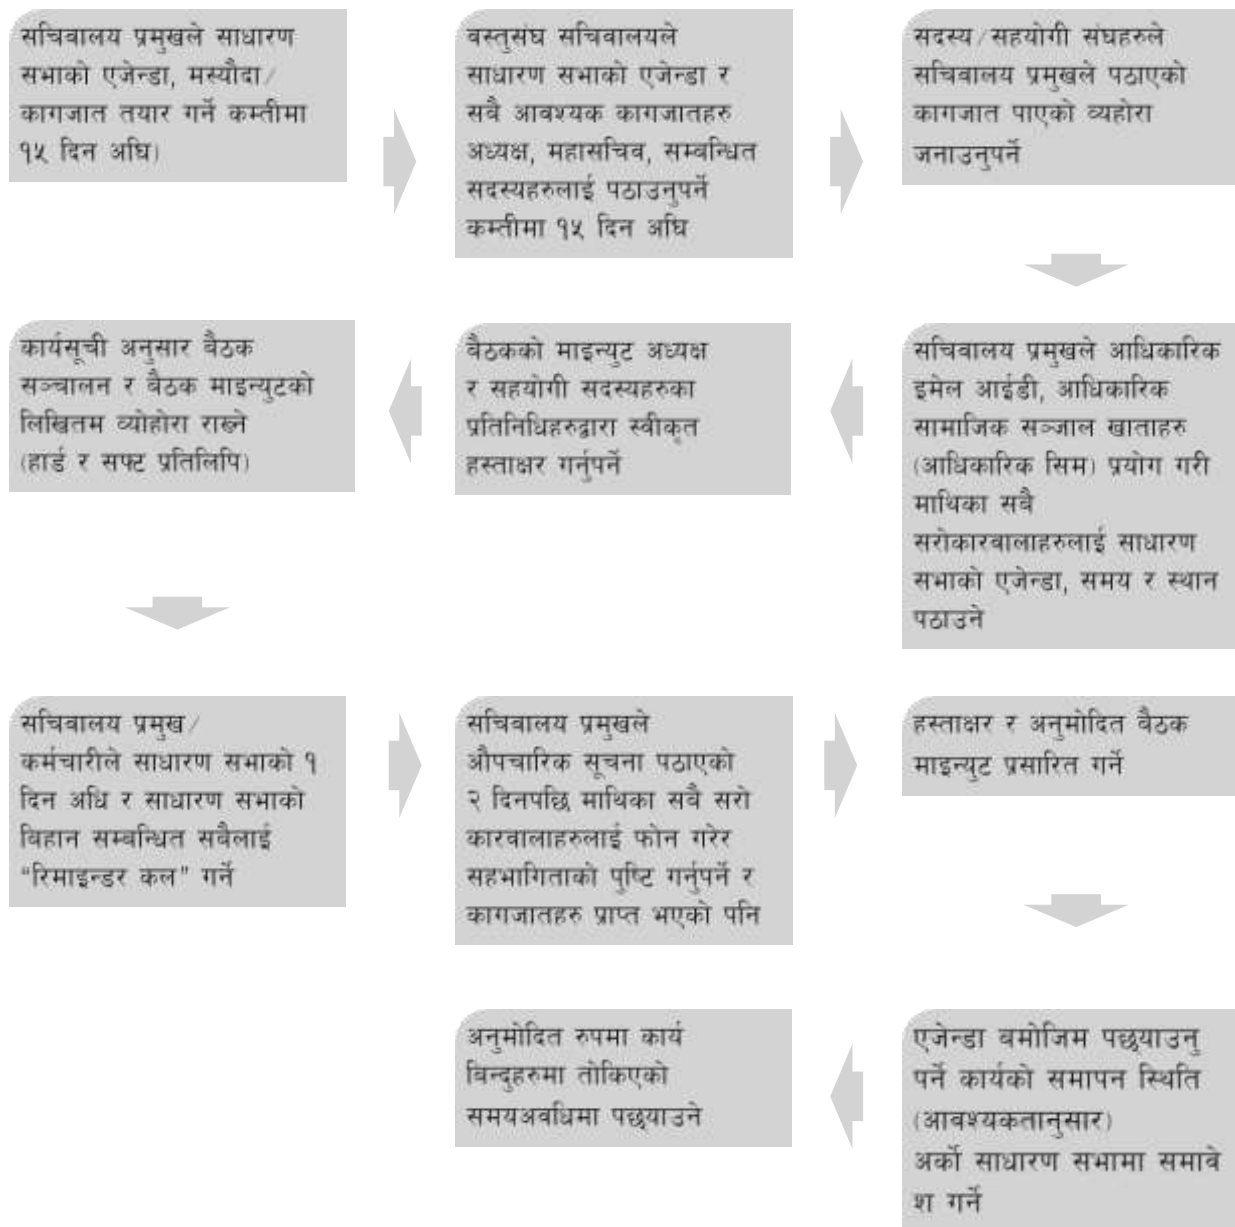 सचिवालय प्रमुखले साधारण
सभाको एजेन्डा, मस्यौदा/
कागजात तयार गर्ने कम्तीमा
१५ दिन अघि)
वस्तुसंघ सचिवालयले
साधारण सभाको एजेन्डा र
सबै आवश्यक कागजातहरु
अध्यक्ष, महासचिव, सम्बन्धित
सदस्यहरुलाई पठाउनुपर्ने
कम्तीमा १५ दिन अघि
सदस्य/सहयोगी संघहरुले
सचिवालय प्रमुखले पठाएको
कागजात पाएको व्यहोरा
जनाउनुपर्ने
सचिवालय प्रमुखले आधिकारिक
इमेल आईडी, आधिकारिक
सामाजिक सञ्जाल खाताहरु
(आधिकारिक सिम) प्रयोग गरी
माथिका सबै
सरोकारवालाहरुलाई साधारण
सभाको एजेन्डा, समय र स्थान
पठाउने
बैठकको माइन्युट अध्यक्ष
र सहयोगी सदस्यहरुका
प्रतिनिधिहरुद्वारा स्वीकृत
हस्ताक्षर गर्नुपर्ने
कार्यसूची अनुसार बैठक
सञ्चालन र बैठक माइन्युटको
लिखितम व्योहोरा राख्ने
(हार्ड र सफ्ट प्रतिलिपि)
सचिवालय प्रमुख/
कर्मचारीले साधारण सभाको १
दिन अधि र साधारण सभाको
बिहान सम्बन्धित सबैलाई
“रिमाइन्डर कल” गर्ने
सचिवालय प्रमुखले
औपचारिक सूचना पठाएको
२ दिनपछि माथिका सबै सरो
कारवालाहरुलाई फोन गरेर
सहभागिताको पुष्टि गर्नुपर्ने र
कागजातहरु प्राप्त भएको पनि
हस्ताक्षर र अनुमोदित बैठक
माइन्युट प्रसारित गर्ने
एजेन्डा बमोजिम पछ्याउनु
पर्ने कार्यको समापन स्थिति
(आवश्यकतानुसार)
अर्को साधारण सभामा समावे
श गर्ने
अनुमोदित रुपमा कार्य
बिन्दुहरुमा तोकिएको
समयअवधिमा पछ्याउने